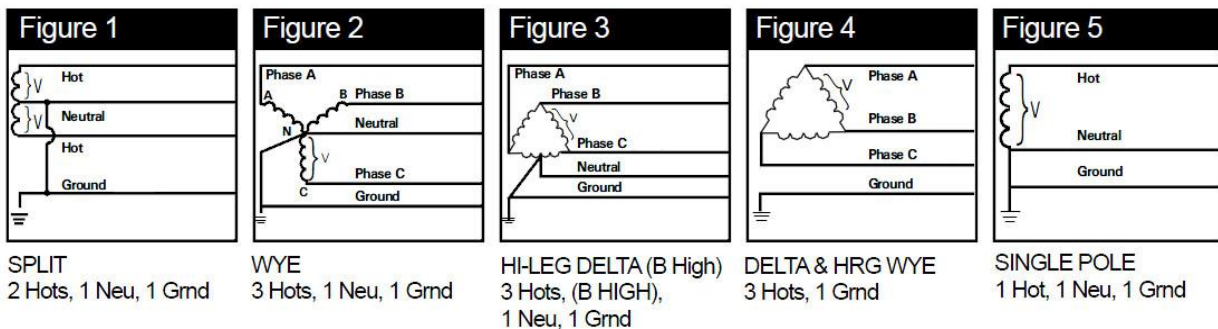 Figure 1
Hot
V
Neutral
V
Hot
Ground
SPLIT
2 Hots, 1 Neu, 1 Grnd
Figure 2
Phase A
A
B
Phase B
N
Neutral
V
Phase C
C
Ground
WYE
3 Hots, 1 Neu, 1 Grnd
Figure 3
Phase A
Phase B
V
Phase C
Neutral
Ground
HI-LEG DELTA (B High)
3 Hots, (B HIGH),
1 Neu, 1 Grnd
Figure 4
V
Phase A
Phase B
Phase C
Ground
DELTA & HRG WYE
3 Hots, 1 Grnd
Figure 5
Hot
V
Neutral
Ground
SINGLE POLE
1 Hot, 1 Neu, 1 Grnd